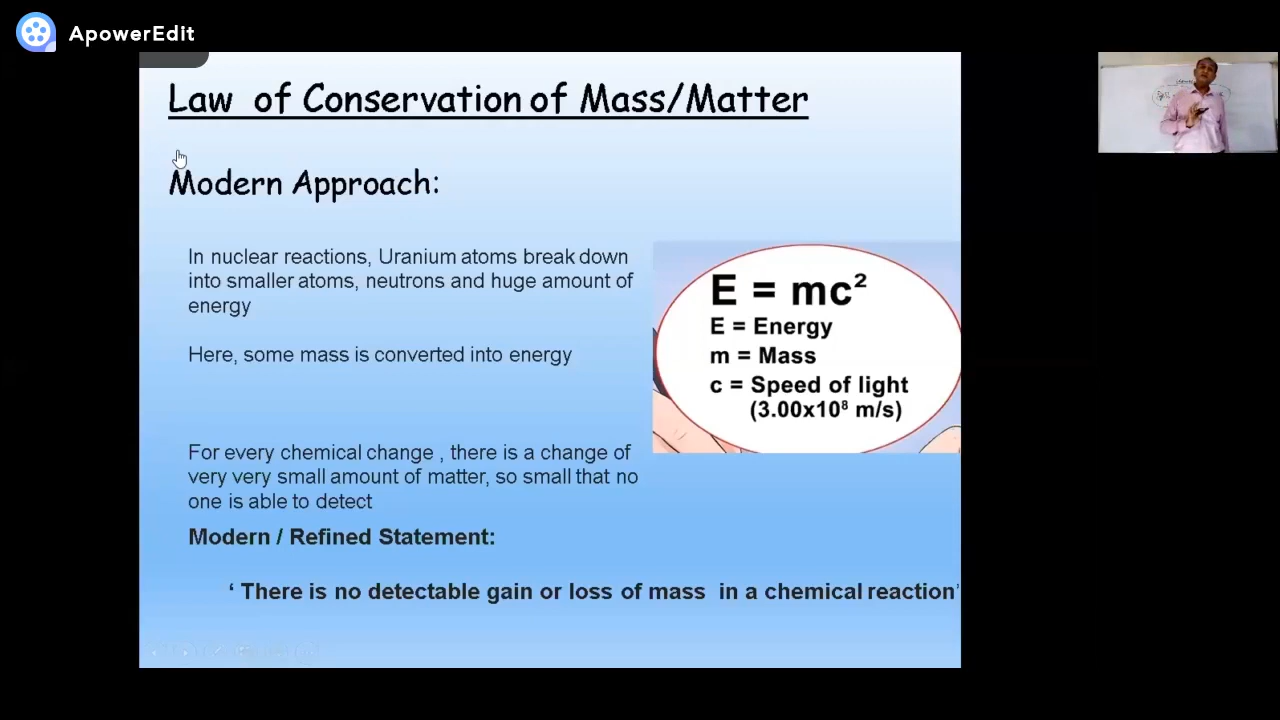 ApowerEdit
Law of Conservation of Mass/Matter
Modern Approach:
In nuclear reactions, Uranium atoms break down
into smaller atoms, neutrons and huge amount of
energy
Here, some mass is converted into energy
E = mc²
E = Energy
m = Mass
c = Speed of light
(3.00x10⁸ m/s)
For every chemical change , there is a change of
very very small amount of matter, so small that no
one is able to detect
Modern / Refined Statement:
‘ There is no detectable gain or loss of mass in a chemical reaction’